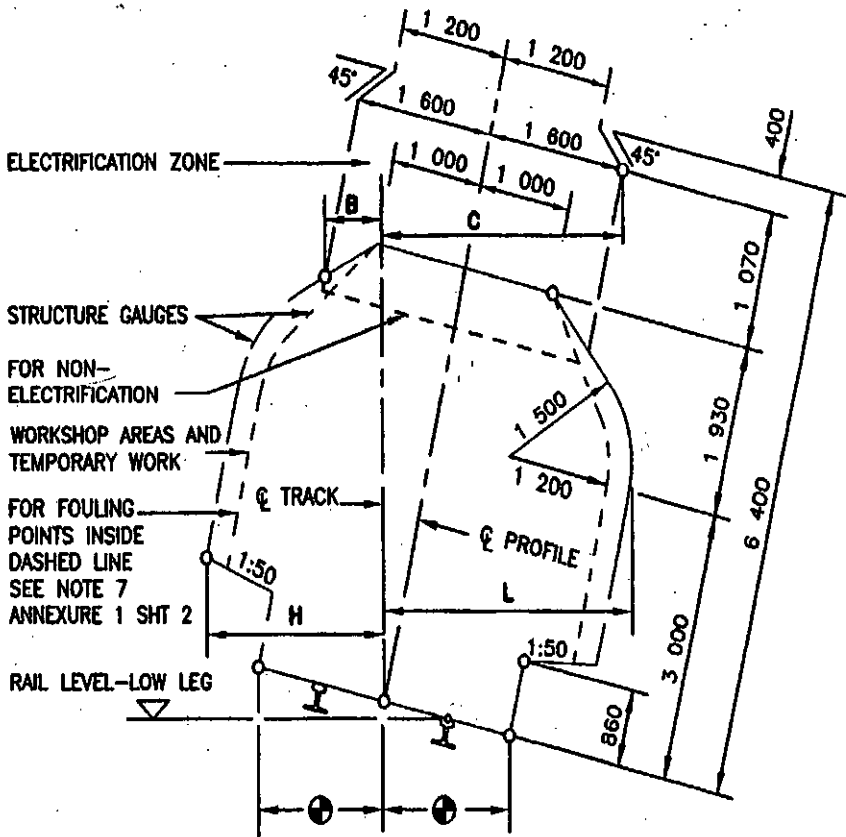 1 200
1 200
45°
1 600
1 600
45°
400
ELECTRIFICATION ZONE
1 000
1 000
B
C
1 070
STRUCTURE GAUGES
FOR NON-
ELECTRIFICATION
1 500
1 930
WORKSHOP AREAS AND
TEMPORARY WORK
1 200
6 400
℄ TRACK
FOR FOULING
POINTS INSIDE
DASHED LINE
SEE NOTE 7
ANNEXURE 1 SHT 2
℄ PROFILE
1:50
H
L
1:50
3 000
RAIL LEVEL-LOW LEG
860